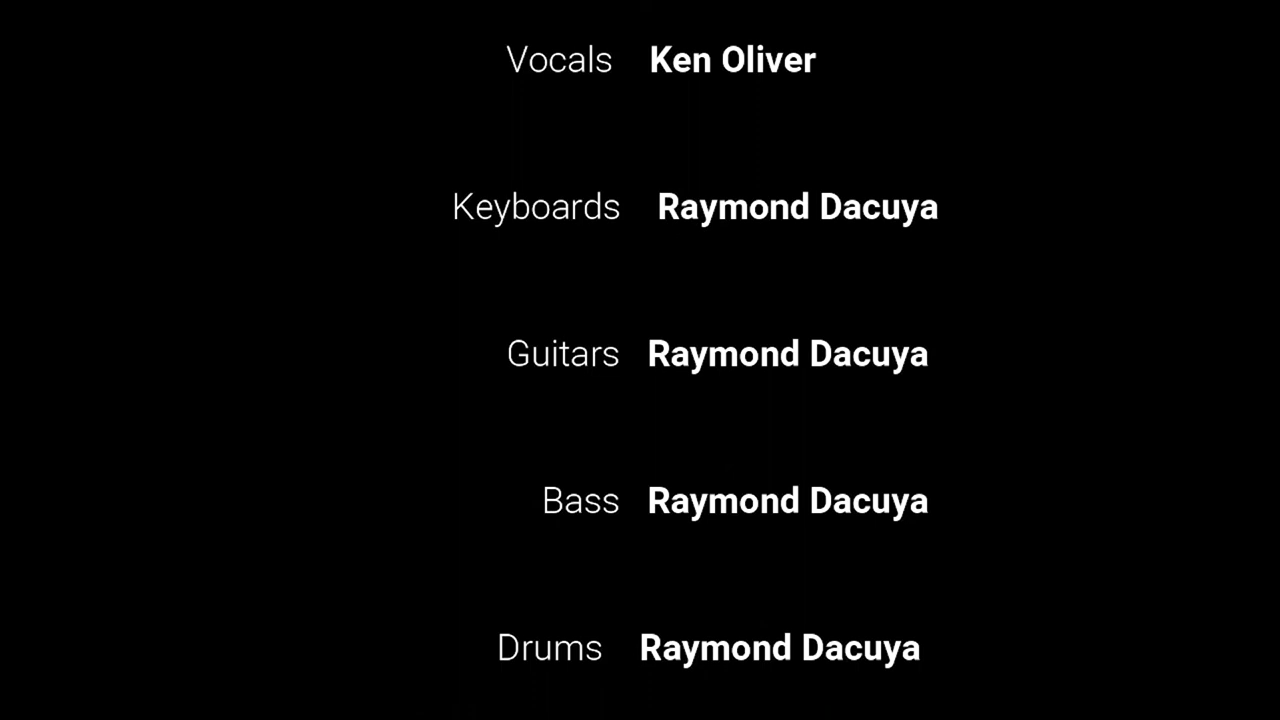 Vocals Ken Oliver
Keyboards Raymond Dacuya
Guitars Raymond Dacuya
Bass Raymond Dacuya
Drums Raymond Dacuya